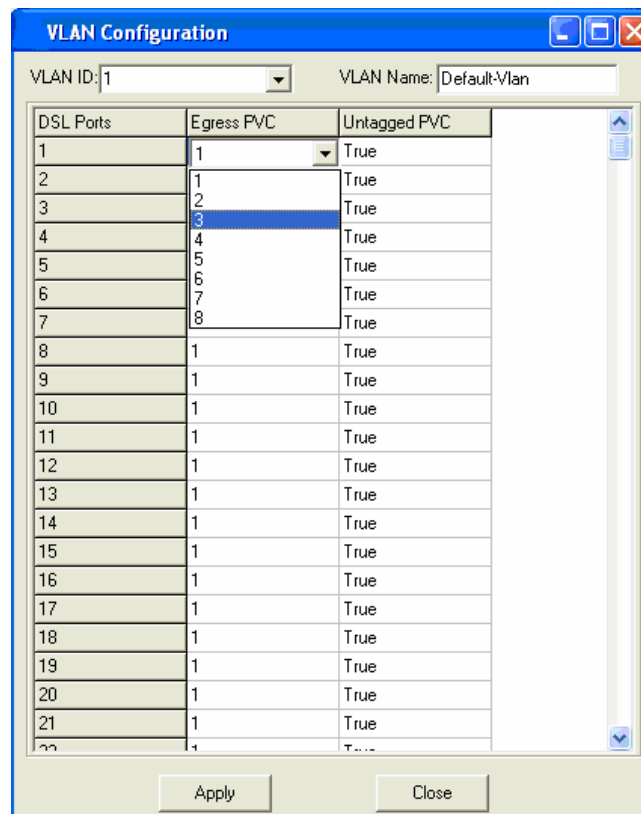 VLAN Configuration
VLAN ID: 1 VLAN Name: Default-Vlan
DSL Ports Egress PVC Untagged PVC
1 1 True
2 1 True
3 2 True
4 3 True
5 4 True
6 5 True
7 6 True
7
8 True
8 1 True
9 1 True
10 1 True
11 1 True
12 1 True
13 1 True
14 1 True
15 1 True
16 1 True
17 1 True
18 1 True
19 1 True
20 1 True
21 1 True
Apply Close